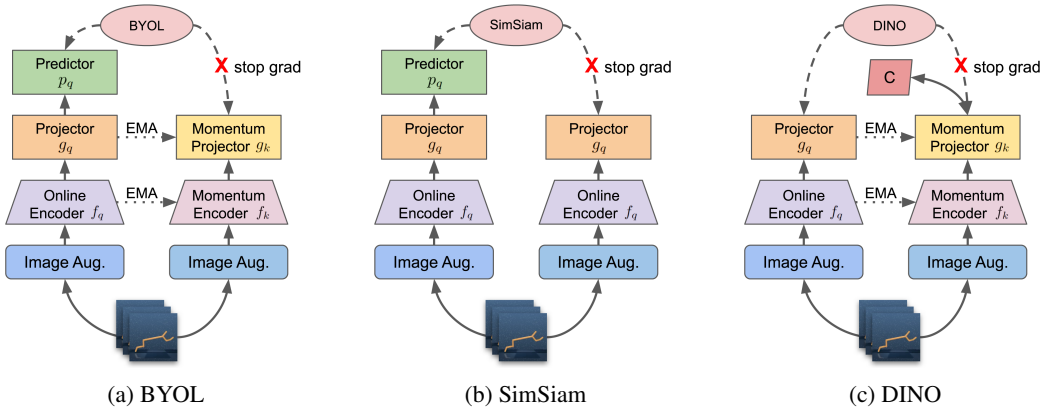 BYOL
stop grad
Predictor
p_q
Projector
g_q
EMA
Momentum
Projector g_k
Online
Encoder f_q
EMA
Momentum
Encoder f_k
Image Aug.
Image Aug.
(a) BYOL
SimSiam
stop grad
Predictor
p_q
Projector
g_q
Projector
g_q
Online
Encoder f_q
Online
Encoder f_q
Image Aug.
Image Aug.
(b) SimSiam
DINO
stop grad
C
Projector
g_q
EMA
Momentum
Projector g_k
Online
Encoder f_q
EMA
Momentum
Encoder f_k
Image Aug.
Image Aug.
(c) DINO